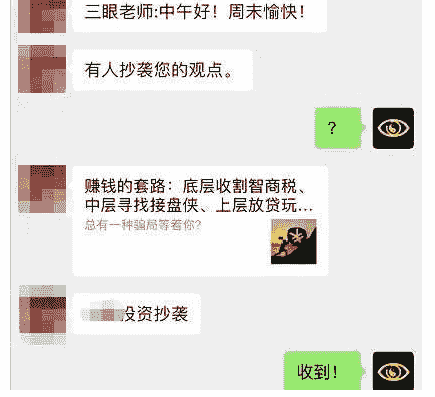 三眼老师:中午好！周末愉快！
有人抄袭您的观点。
？
赚钱的套路：底层收割智商税、
中层寻找接盘侠、上层放贷玩...
总有一种骗局等着你？
投资抄袭
收到！